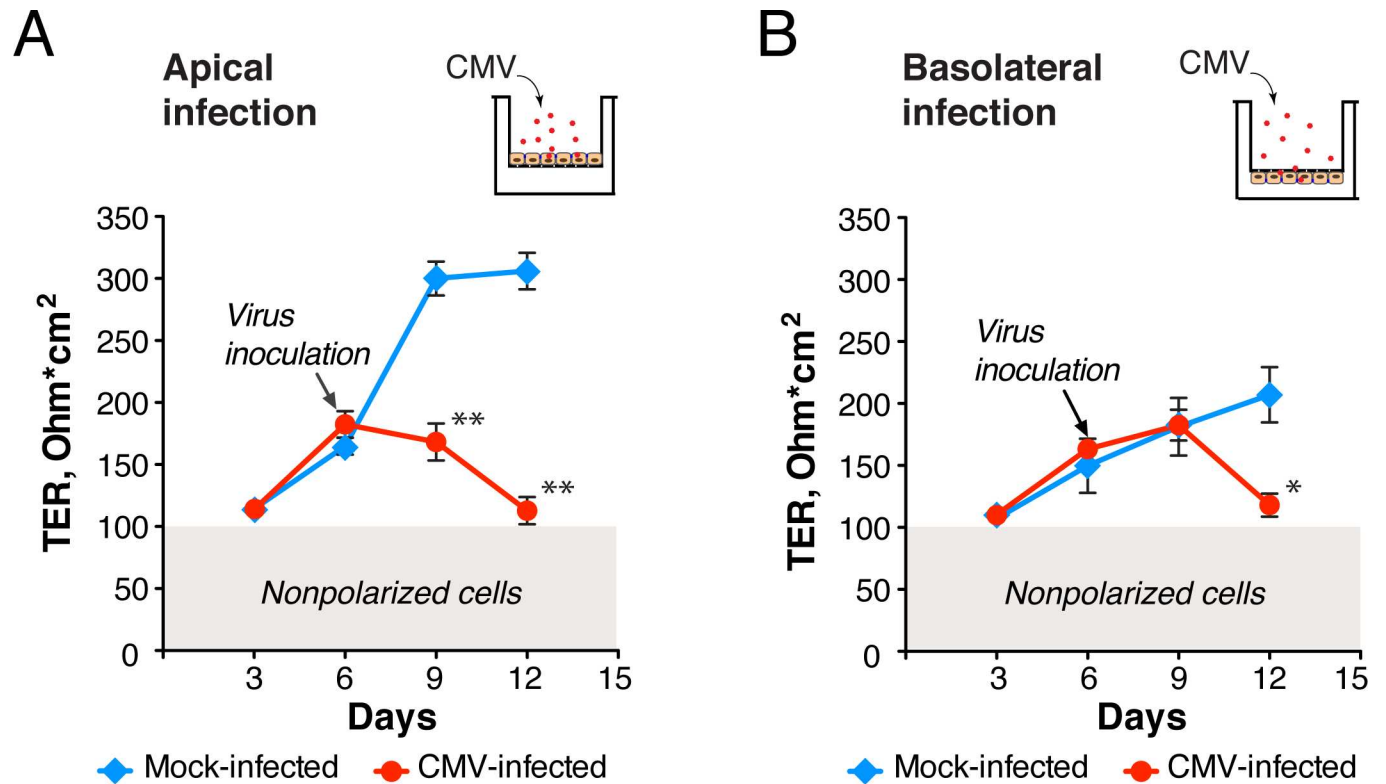 A
Apical
infection
CMV
350
300
250
200
150
100
50
0
TER, Ohm*cm²
Virus
inoculation
**
**
Nonpolarized cells
3 6 9 12 15
Days
Mock-infected CMV-infected
B
Basolateral
infection
CMV
350
300
250
200
150
100
50
0
TER, Ohm*cm²
Virus
inoculation
*
Nonpolarized cells
3 6 9 12 15
Days
Mock-infected CMV-infected